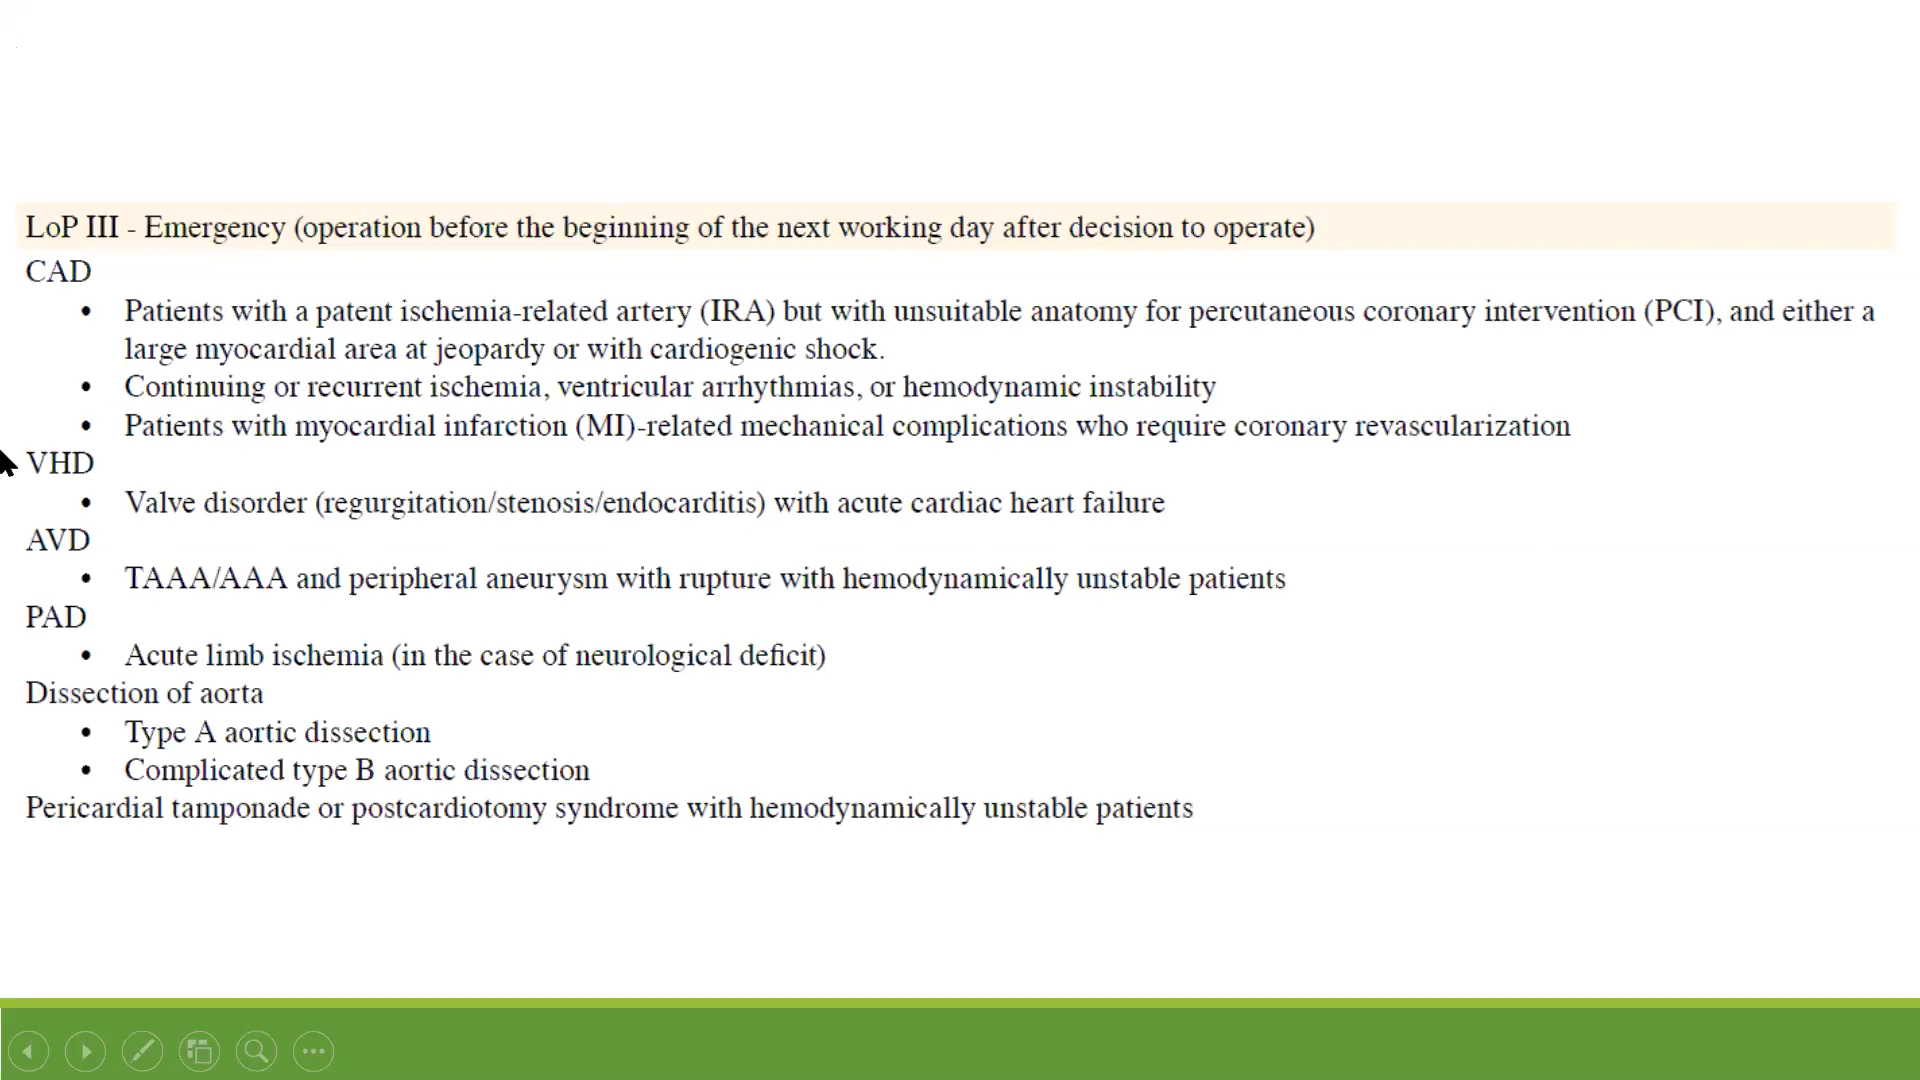 LoP III - Emergency (operation before the beginning of the next working day after decision to operate)
CAD
• Patients with a patent ischemia-related artery (IRA) but with unsuitable anatomy for percutaneous coronary intervention (PCI), and either a
large myocardial area at jeopardy or with cardiogenic shock.
• Continuing or recurrent ischemia, ventricular arrhythmias, or hemodynamic instability
• Patients with myocardial infarction (MI)-related mechanical complications who require coronary revascularization
VHD
• Valve disorder (regurgitation/stenosis/endocarditis) with acute cardiac heart failure
AVD
• TAAA/AAA and peripheral aneurysm with rupture with hemodynamically unstable patients
PAD
• Acute limb ischemia (in the case of neurological deficit)
Dissection of aorta
• Type A aortic dissection
• Complicated type B aortic dissection
Pericardial tamponade or postcardiotomy syndrome with hemodynamically unstable patients